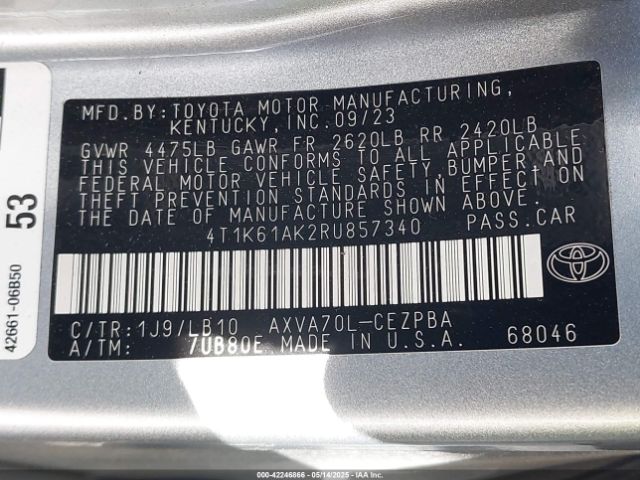 MFD.BY:TOYOTA MOTOR MANUFACTURING,
KENTUCKY,INC.09/23
GVWR 4475LB GAWR FR 2620LB RR 2420LB
THIS VEHICLE CONFORMS TO ALL APPLICABLE
FEDERAL MOTOR VEHICLE SAFETY,BUMPER,AND
THEFT PREVENTION STANDARDS IN EFFECT ON
THE DATE OF MANUFACTURE SHOWN ABOVE.
4T1K61AK2RU857340 PASS.CAR
C/TR:1J9/LB10 AXVA70L-CEZPBA
A/TM: 7UB80E MADE IN U.S.A. 68046
42661-06B50 53
000-42246866 - 05/14/2025 - IAAI.COM